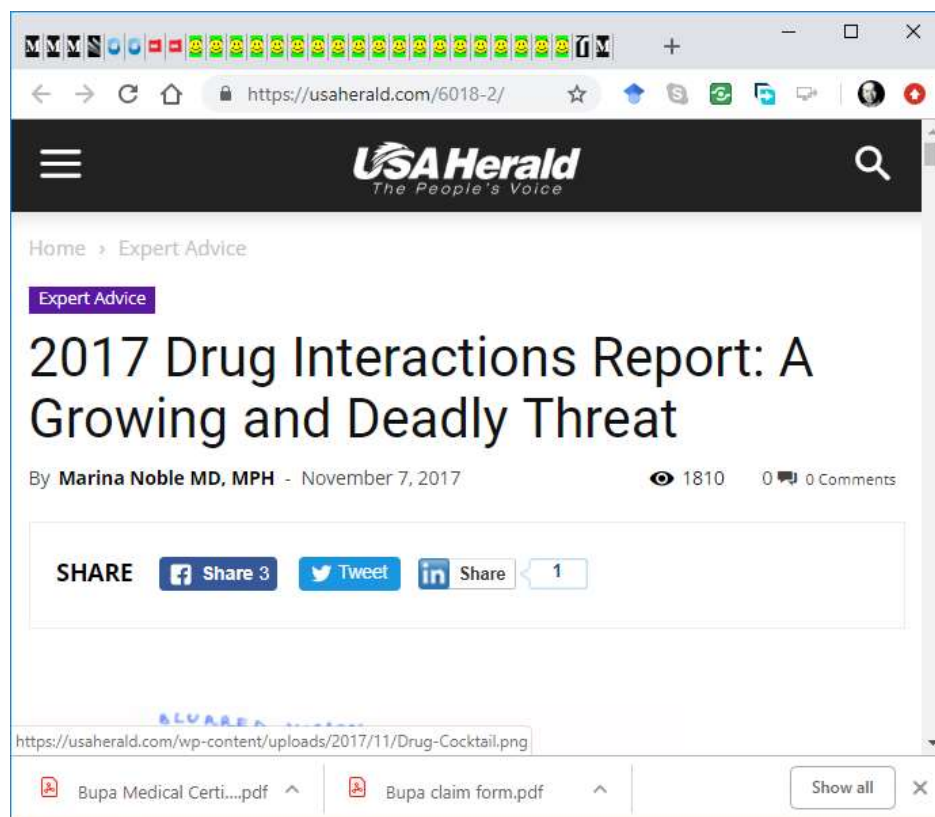 https://usaherald.com/6018-2/
USAHerald
The People's Voice
Home › Expert Advice
Expert Advice
2017 Drug Interactions Report: A
Growing and Deadly Threat
By Marina Noble MD, MPH - November 7, 2017 1810 0 0 Comments
SHARE Share 3 Tweet in Share 1
BLURRED
https://usaherald.com/wp-content/uploads/2017/11/Drug-Cocktail.png
Bupa Medical Certi....pdf Bupa claim form.pdf Show all